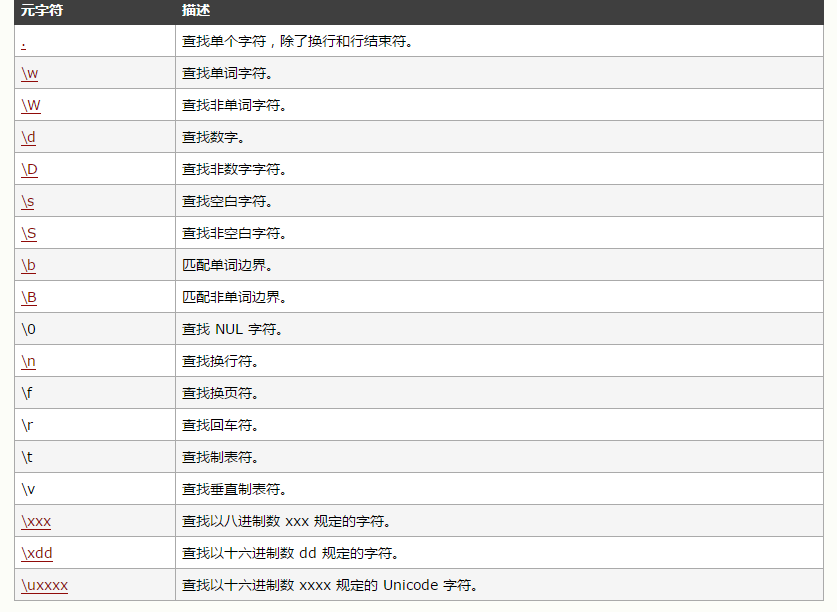 元字符 描述
. 查找单个字符，除了换行和行结束符。
\w 查找单词字符。
\W 查找非单词字符。
\d 查找数字。
\D 查找非数字字符。
\s 查找空白字符。
\S 查找非空白字符。
\b 匹配单词边界。
\B 匹配非单词边界。
\0 查找 NUL 字符。
\n 查找换行符。
\f 查找换页符。
\r 查找回车符。
\t 查找制表符。
\v 查找垂直制表符。
\xxx 查找以八进制数 xxx 规定的字符。
\xdd 查找以十六进制数 dd 规定的字符。
\uxxxx 查找以十六进制数 xxxx 规定的 Unicode 字符。